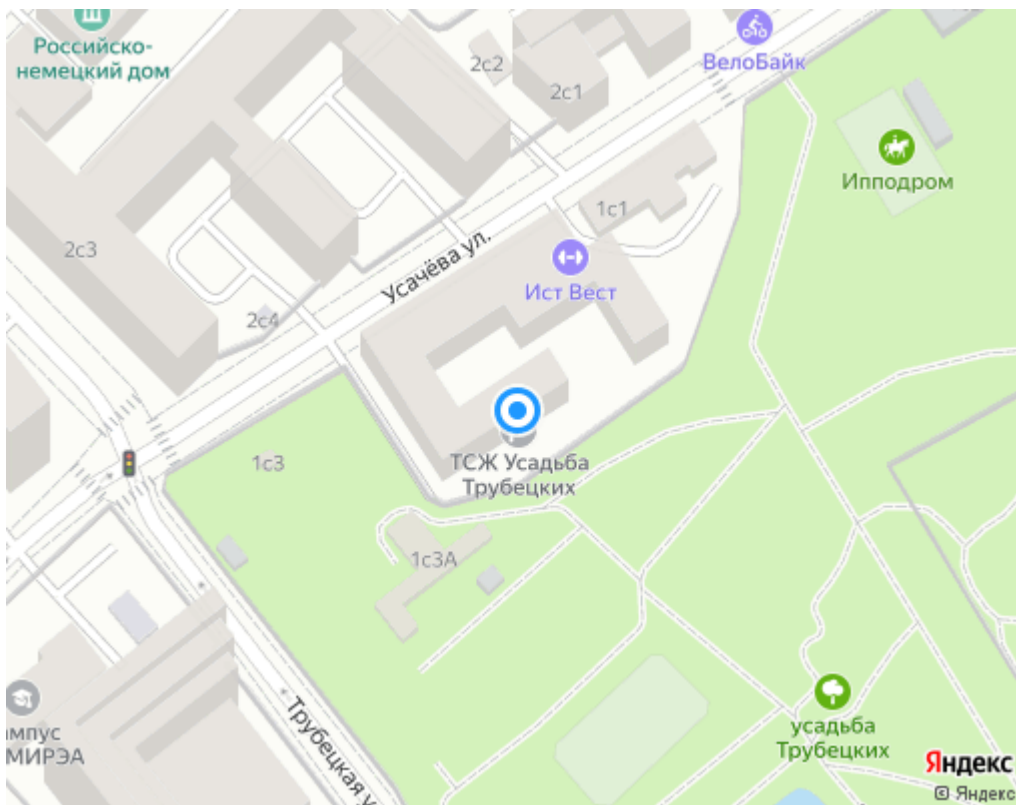 Российско-
немецкий дом
2с2
ВелоБайк
2с1
Ипподром
1с1
2с3
Усачёва ул.
Ист Вест
2с4
1с3
ТСЖ Усадьба
Трубецких
1с3А
Трубецкая у
ампус
МИРЭА
усадьба
Трубецких
Яндекс
© Яндекс